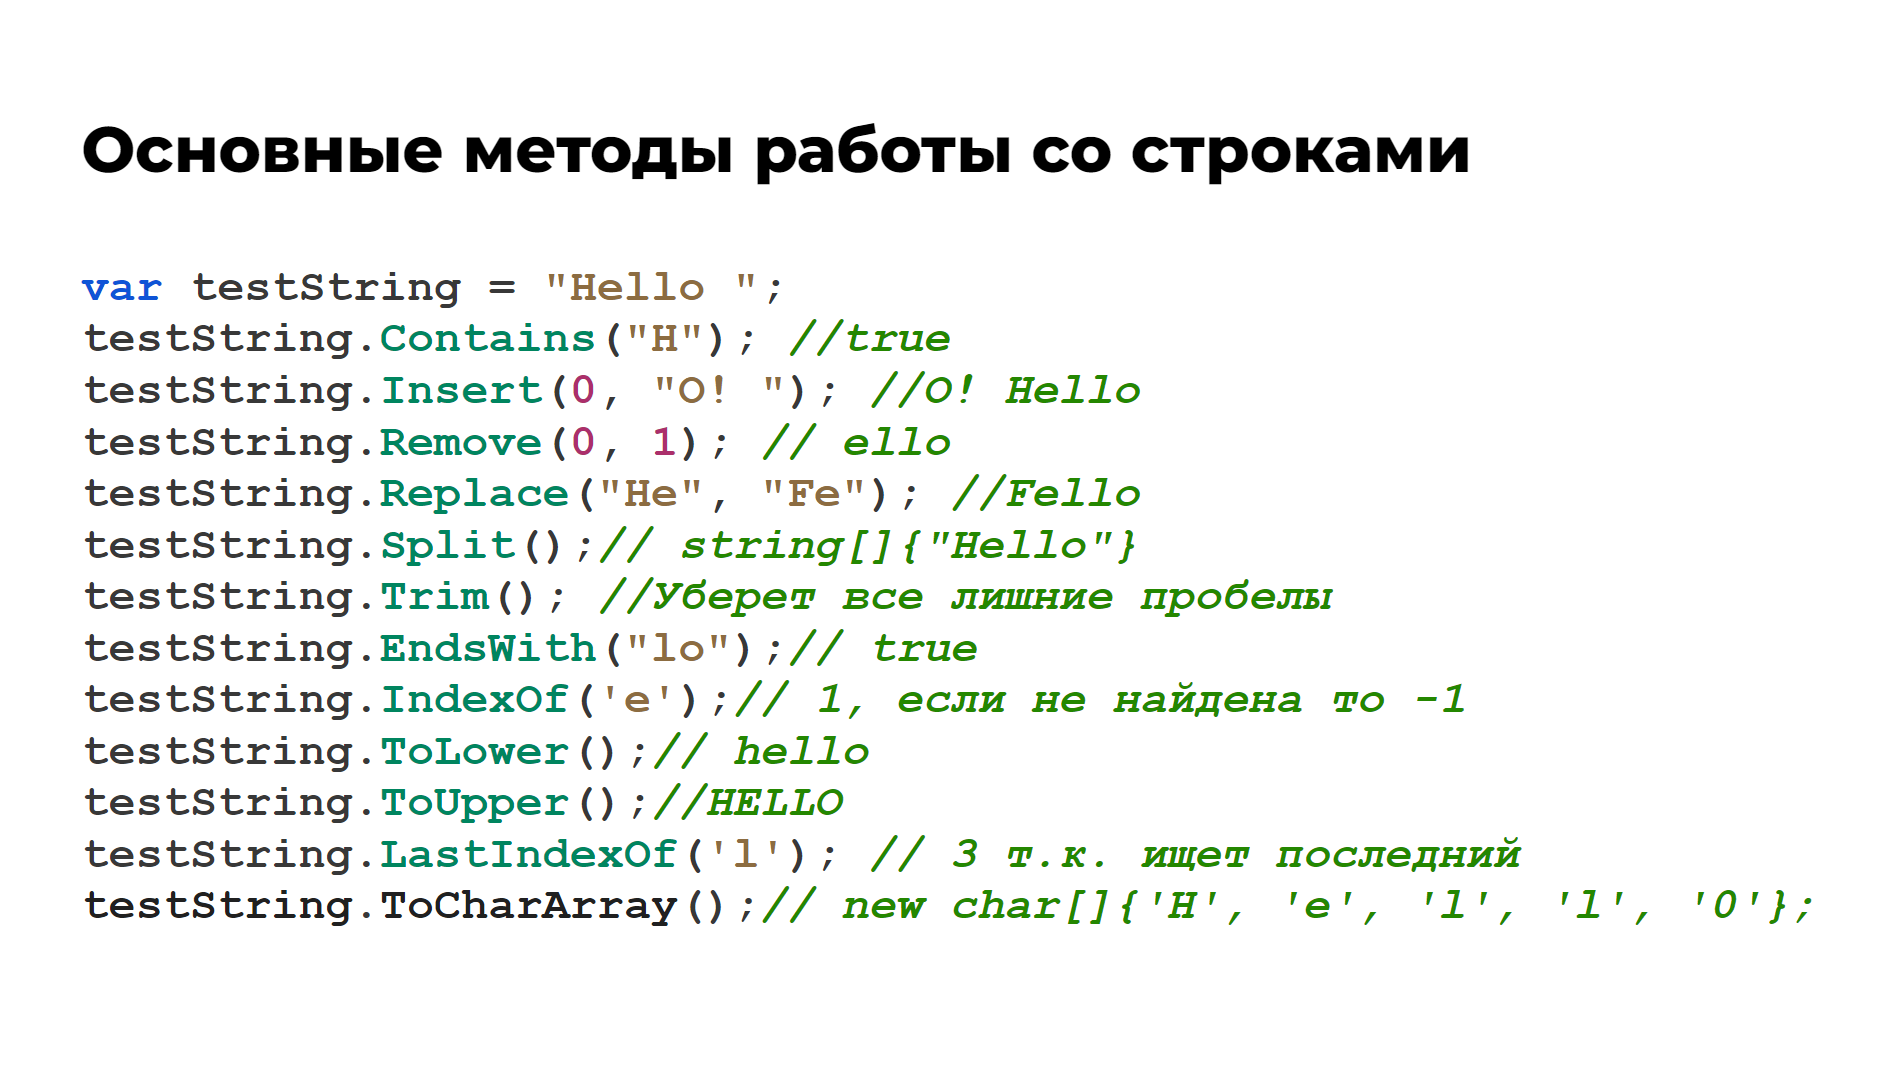 Основные методы работы со строками
var testString = "Hello ";
testString.Contains("H"); //true
testString.Insert(0, "O! "); //O! Hello
testString.Remove(0, 1); // ello
testString.Replace("He", "Fe"); //Fello
testString.Split();// string[]{"Hello"}
testString.Trim(); //Уберет все лишние пробелы
testString.EndsWith("lo");// true
testString.IndexOf('e');// 1, если не найдена то -1
testString.ToLower();// hello
testString.ToUpper();//HELLO
testString.LastIndexOf('l'); // 3 т.к. ищет последний
testString.ToCharArray();// new char[]{'H', 'e', 'l', 'l', '0'};